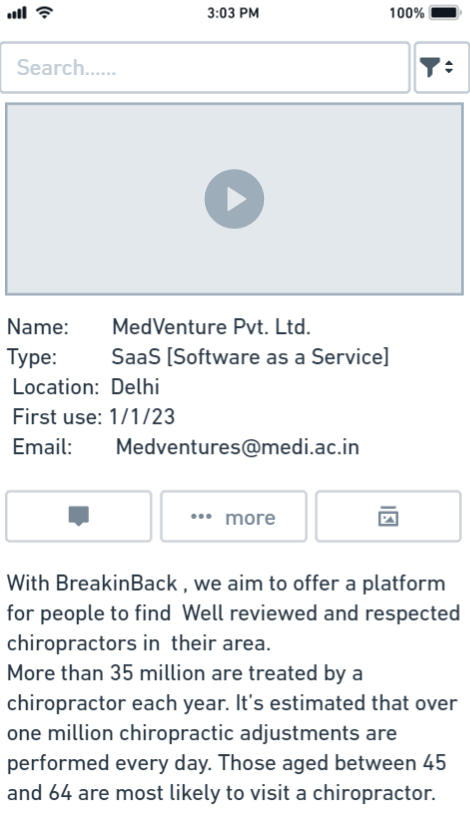 3:03 PM 100%
Search......
Name: MedVenture Pvt. Ltd.
Type: SaaS [Software as a Service]
Location: Delhi
First use: 1/1/23
Email: Medventures@medi.ac.in
••• more
With BreakinBack , we aim to offer a platform
for people to find Well reviewed and respected
chiropractors in their area.
More than 35 million are treated by a
chiropractor each year. It's estimated that over
one million chiropractic adjustments are
performed every day. Those aged between 45
and 64 are most likely to visit a chiropractor.